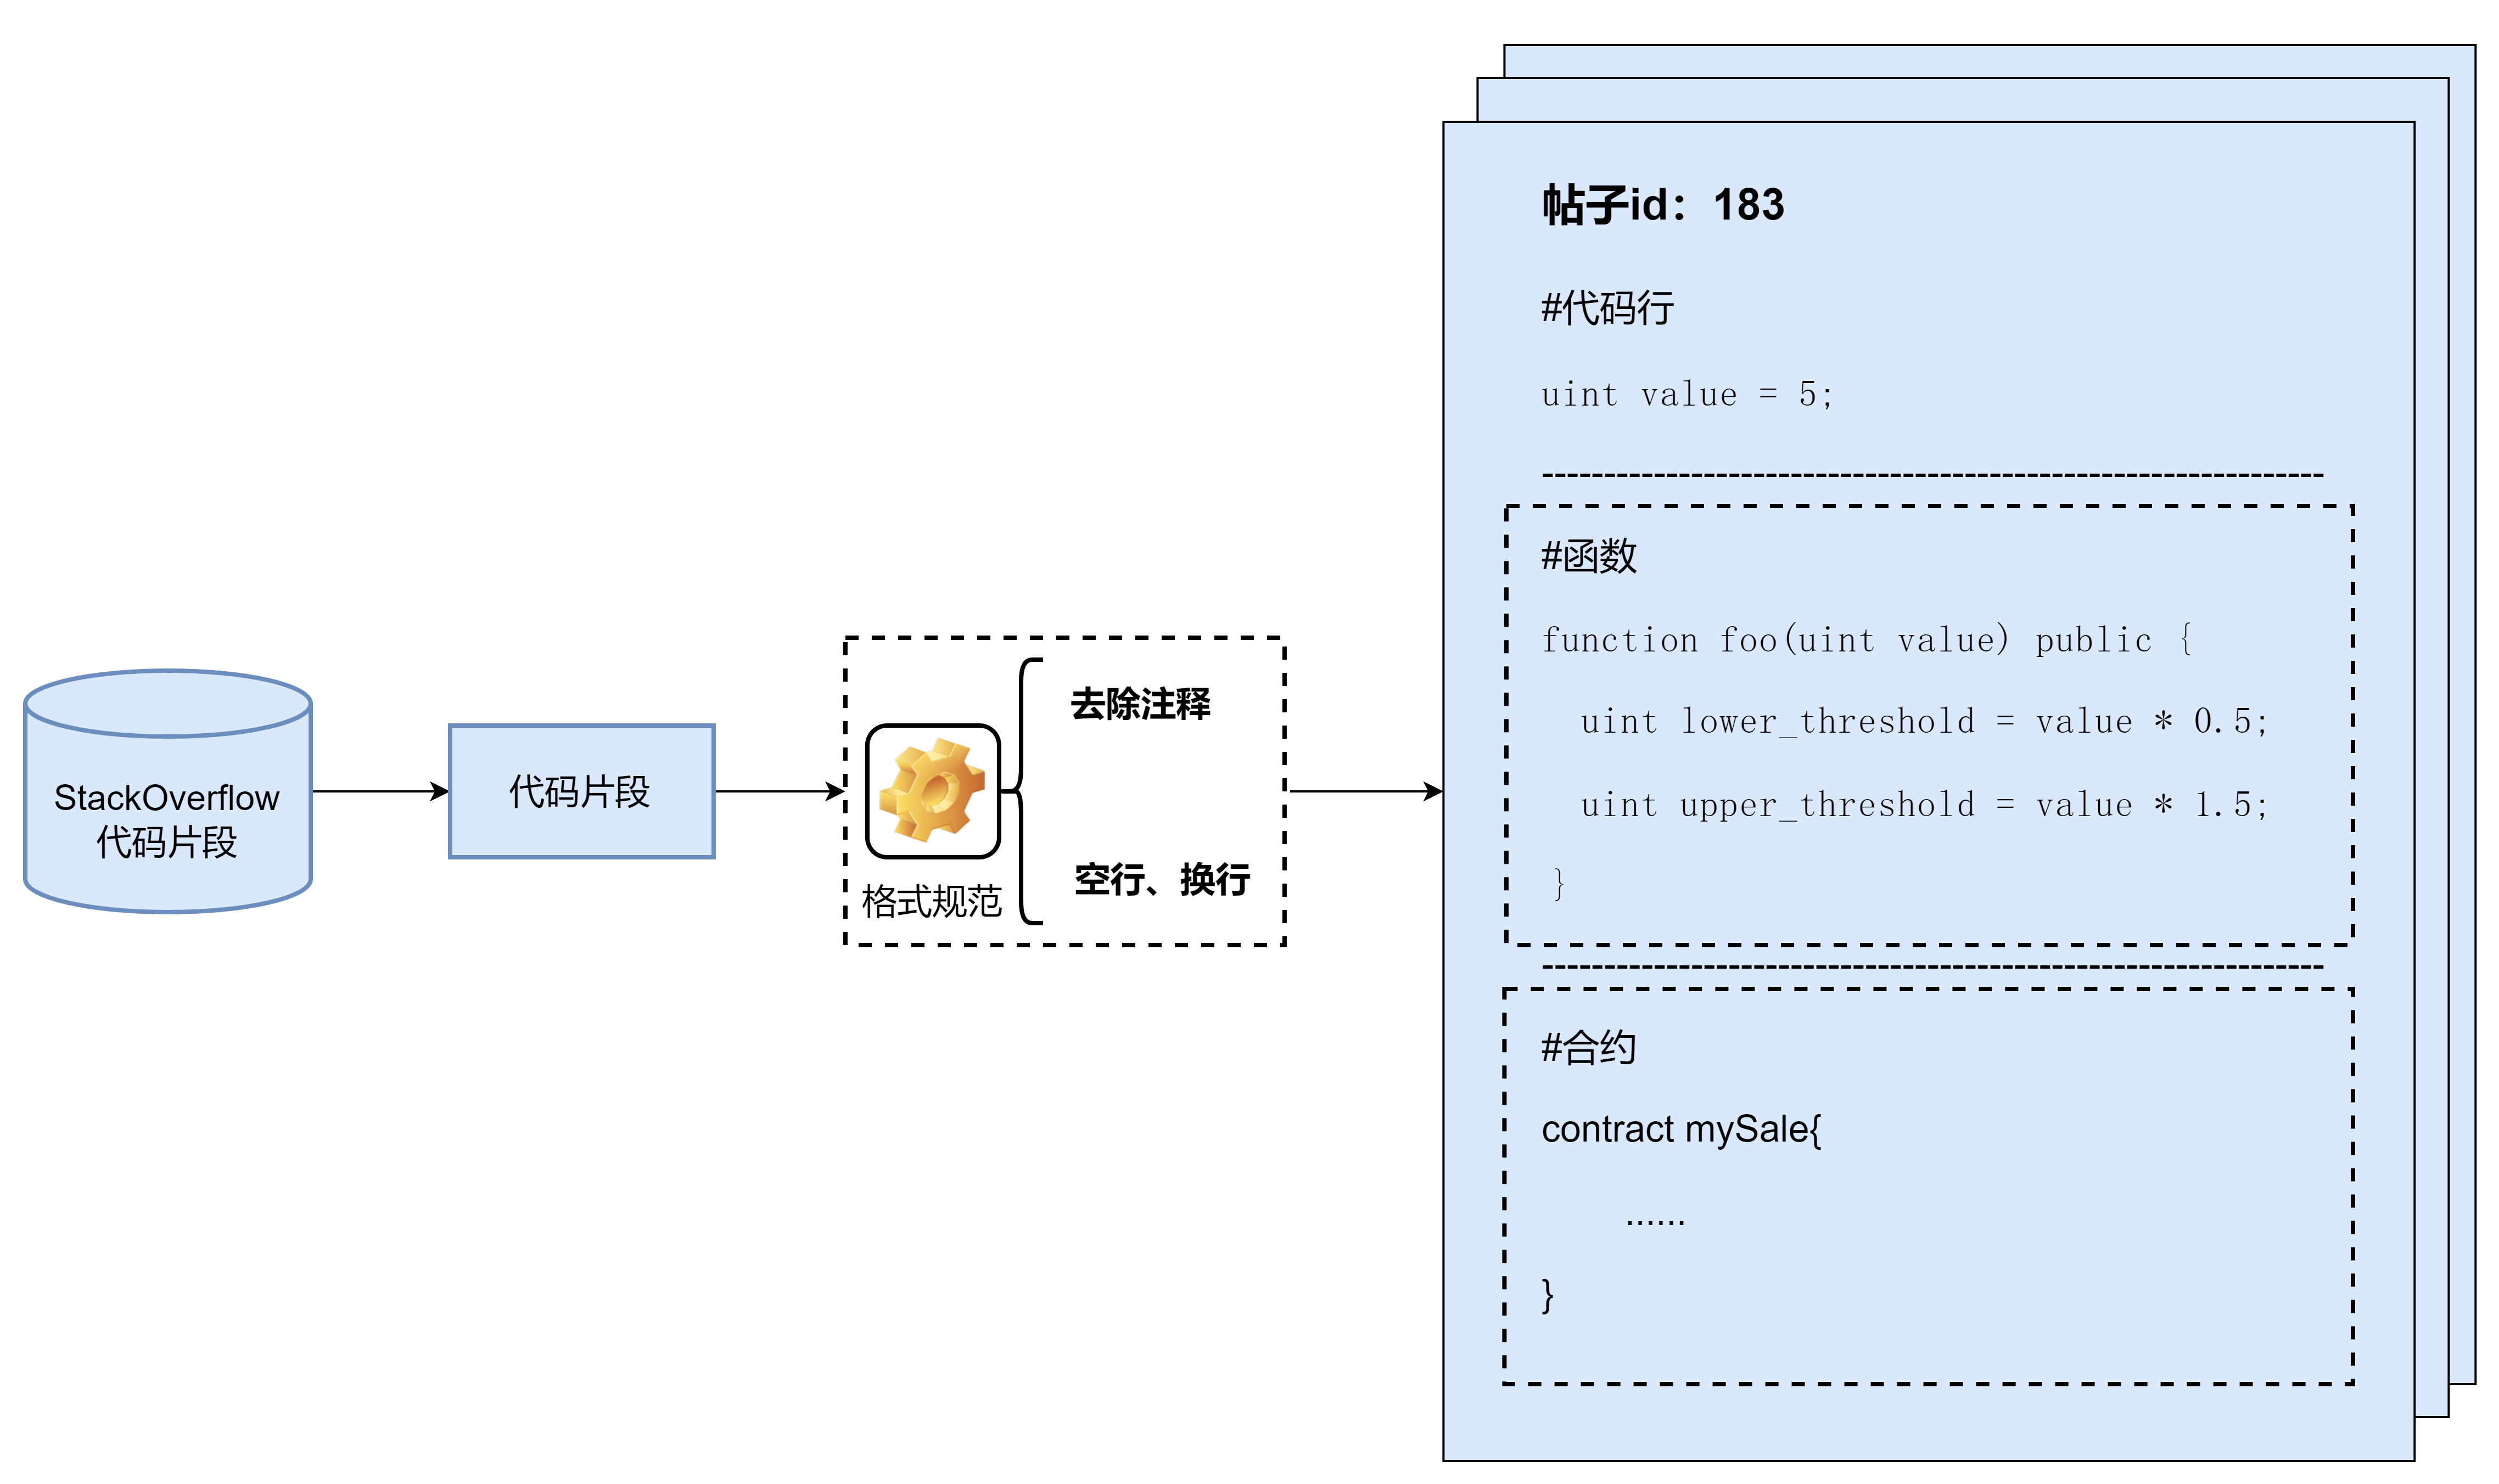 StackOverflow
代码片段
代码片段
格式规范
去除注释
空行、换行
帖子id：183
#代码行
uint value = 5;
#函数
function foo(uint value) public {
uint lower_threshold = value * 0.5;
uint upper_threshold = value * 1.5;
}
#合约
contract mySale{
......
}